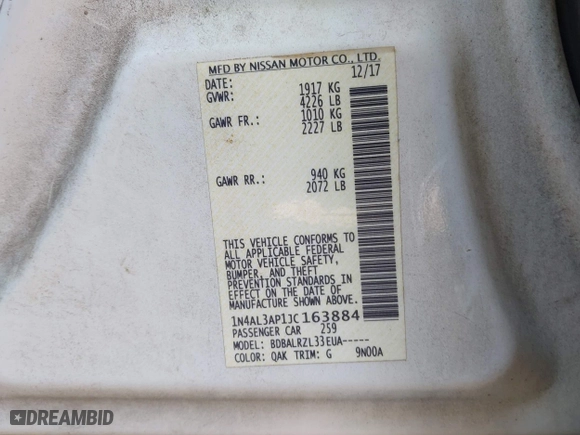 MFD BY NISSAN MOTOR CO., LTD.
DATE: 12/17
GVWR: 1917 KG
4226 LB
GAWR FR.: 1010 KG
2227 LB
GAWR RR.: 940 KG
2072 LB
THIS VEHICLE CONFORMS TO
ALL APPLICABLE FEDERAL
MOTOR VEHICLE SAFETY,
BUMPER, AND THEFT
PREVENTION STANDARDS IN
EFFECT ON THE DATE OF
MANUFACTURE SHOWN ABOVE.
1N4AL3AP1JC163884
PASSENGER CAR 259
MODEL: BDBALRZL33EUA-----
COLOR: QAK TRIM: G 9N00A
DREAMBID